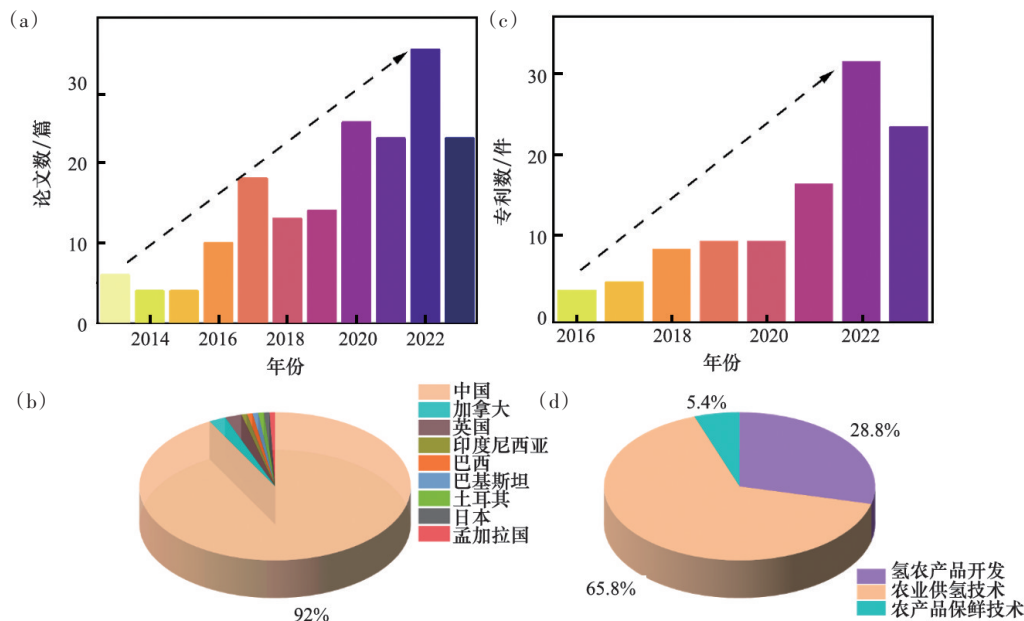 (a)
论文数/篇
30
20
10
0
2014 2016 2018 2020 2022
年份
(c)
专利数/件
30
20
10
0
2016 2018 2020 2022
年份
(b)
中国
加拿大
英国
印度尼西亚
巴西
巴基斯坦
土耳其
日本
孟加拉国
92%
(d)
5.4%
28.8%
65.8%
氢农产品开发
农业供氢技术
农产品保鲜技术